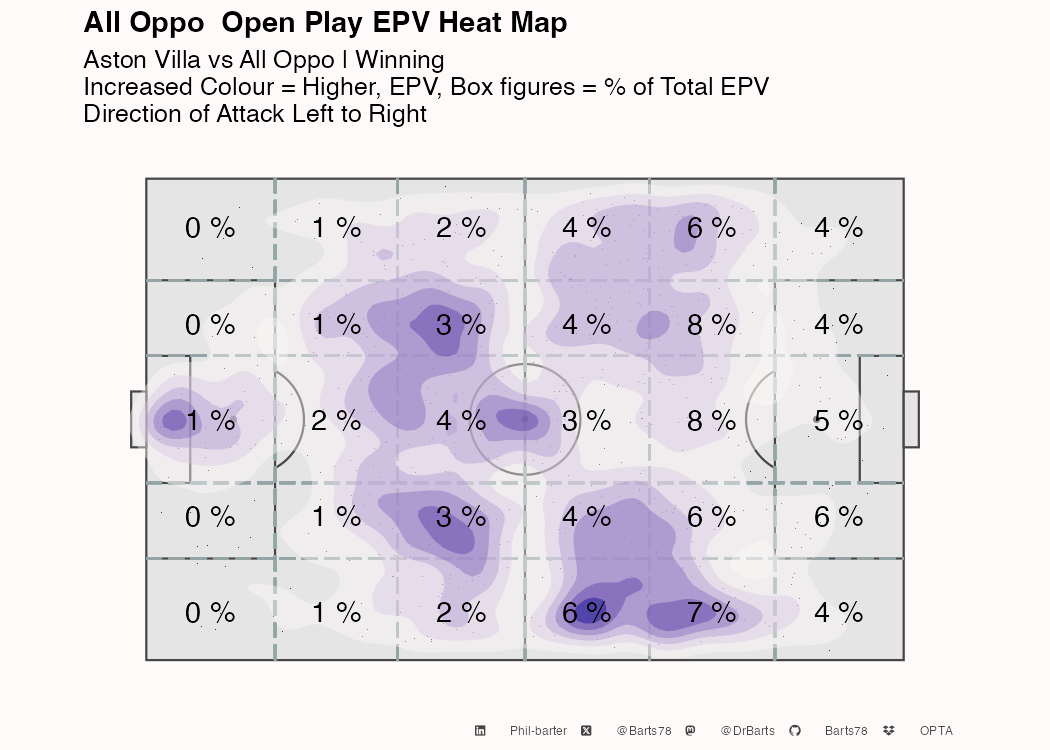 All Oppo  Open Play EPV Heat Map
Aston Villa vs All Oppo | Winning
Increased Colour = Higher, EPV, Box figures = % of Total EPV
Direction of Attack Left to Right
0 % 1 % 2 % 4 % 6 % 4 %
0 % 1 % 3 % 4 % 8 % 4 %
1 % 2 % 4 % 3 % 8 % 5 %
0 % 1 % 3 % 4 % 6 % 6 %
0 % 1 % 2 % 6 % 7 % 4 %
Phil-barter @Barts78 @DrBarts Barts78 OPTA